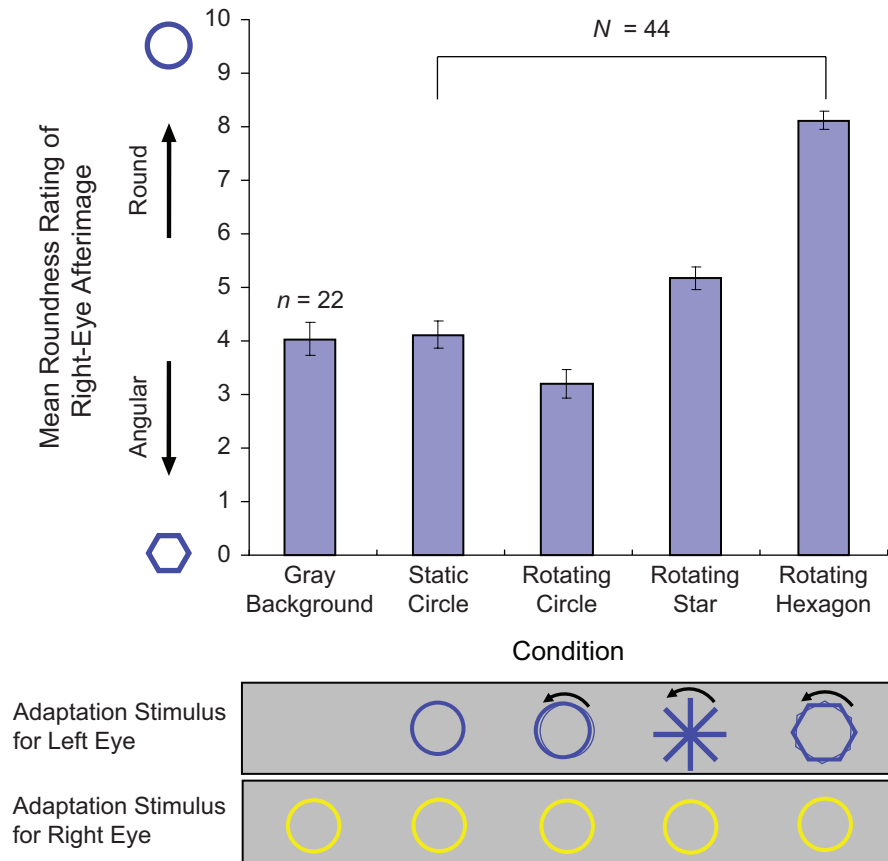 Mean Roundness Rating of
Right-Eye Afterimage
Round
Angular
10
9
8
7
6
5
4
3
2
1
0
N = 44
n = 22
Gray
Background
Static
Circle
Rotating
Circle
Rotating
Star
Rotating
Hexagon
Condition
Adaptation Stimulus
for Left Eye
Adaptation Stimulus
for Right Eye